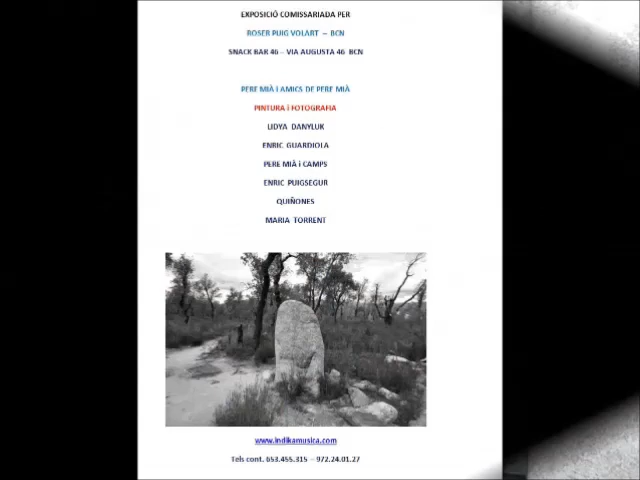 EXPOSICIÓ COMISSARIADA PER
ROSER PUIG VOLART – BCN
SNACK BAR 46 – VIA AUGUSTA 46 BCN
PERE MIÀ i AMICS DE PERE MIÀ
PINTURA i FOTOGRAFIA
LIDYA DANYLUK
ENRIC GUARDIOLA
PERE MIÀ i CAMPS
ENRIC PUIGSEGUR
QUIÑONES
MARIA TORRENT
www.indikamusica.com
Tels cont. 653.455.315 – 972.24.01.27